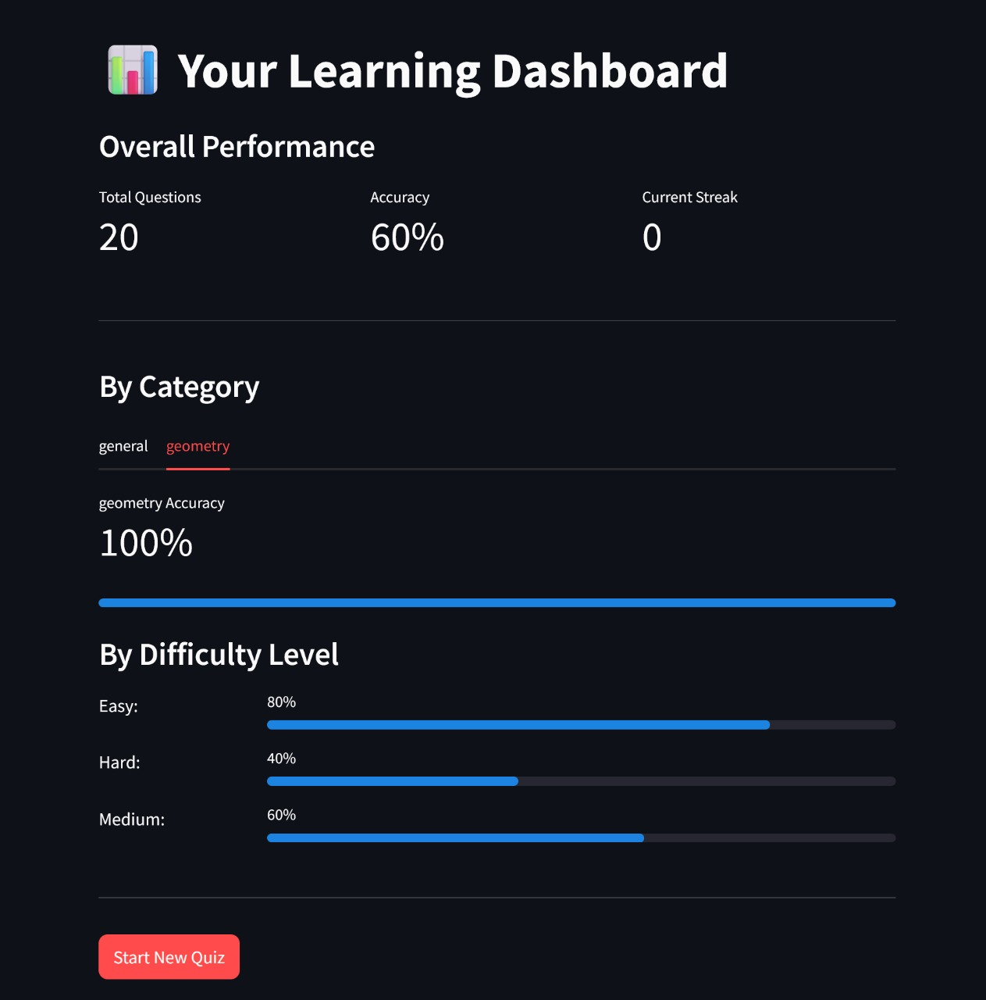 Your Learning Dashboard
Overall Performance
Total Questions
20
Accuracy
60%
Current Streak
0
By Category
general geometry
geometry Accuracy
100%
By Difficulty Level
Easy: 80%
Hard: 40%
Medium: 60%
Start New Quiz